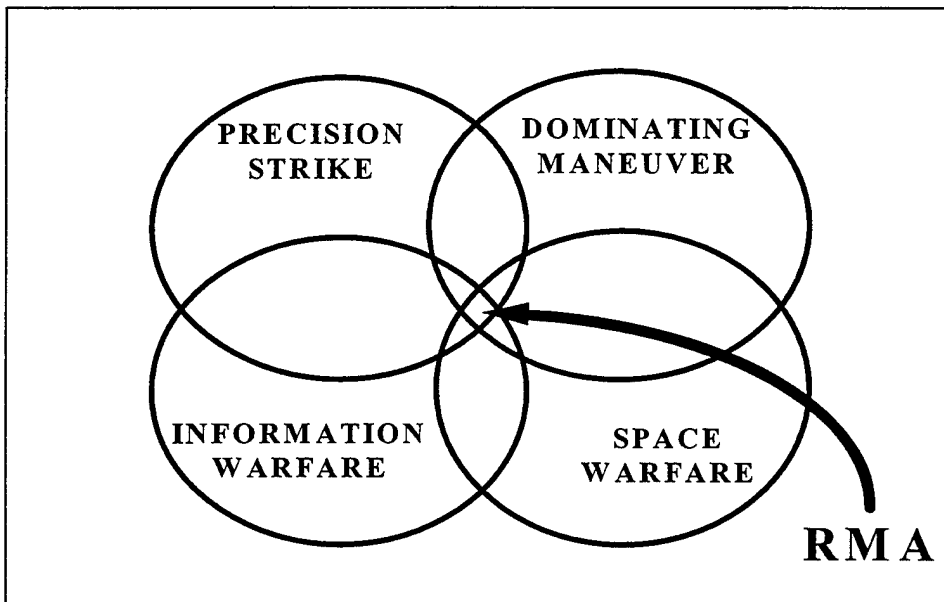 PRECISION
STRIKE
DOMINATING
MANEUVER
INFORMATION
WARFARE
SPACE
WARFARE
RMA